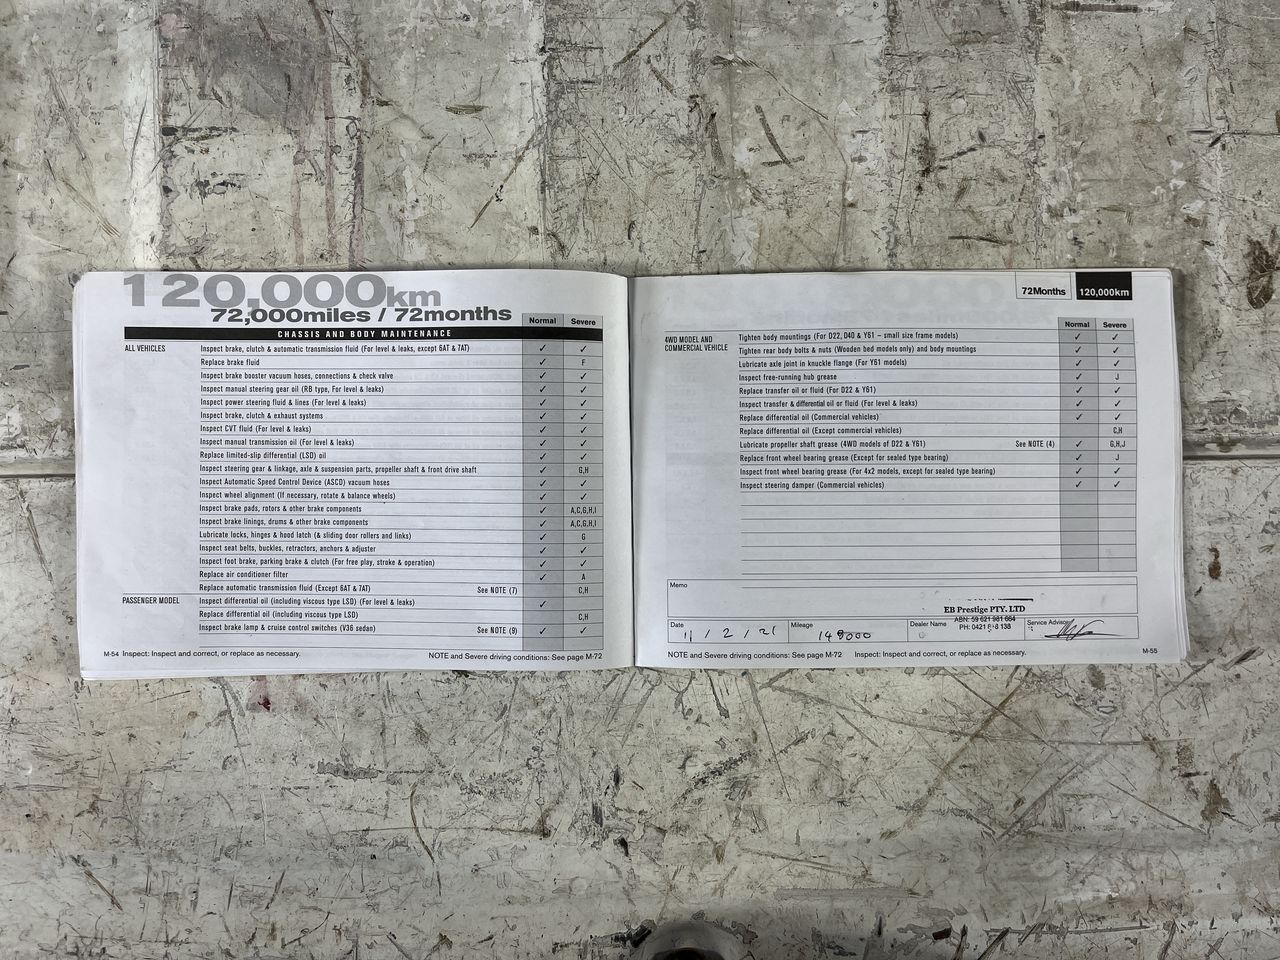 120,000km
72,000miles / 72months
Normal Severe
CHASSIS AND BODY MAINTENANCE
ALL VEHICLES Inspect brake, clutch & automatic transmission fluid (For level & leaks, except 6AT & 7AT) ✓ ✓
Replace brake fluid ✓ F
Inspect brake booster vacuum hoses, connections & check valve ✓ ✓
Inspect manual steering gear oil (RB type, For level & leaks) ✓ ✓
Inspect power steering fluid & lines (For level & leaks) ✓ ✓
Inspect brake, clutch & exhaust systems ✓ ✓
Inspect CVT fluid (For level & leaks) ✓ ✓
Inspect manual transmission oil (For level & leaks) ✓ ✓
Replace limited-slip differential (LSD) oil ✓ ✓
Inspect steering gear & linkage, axle & suspension parts, propeller shaft & front drive shaft ✓ G,H
Inspect Automatic Speed Control Device (ASCD) vacuum hoses ✓ ✓
Inspect wheel alignment (If necessary, rotate & balance wheels) ✓ ✓
Inspect brake pads, rotors & other brake components ✓ A,C,G,H,I
Inspect brake linings, drums & other brake components ✓ A,C,G,H,I
Lubricate locks, hinges & hood latch (& sliding door rollers and links) ✓ G
Inspect seat belts, buckles, retractors, anchors & adjuster ✓ ✓
Inspect foot brake, parking brake & clutch (For free play, stroke & operation) ✓ ✓
Replace air conditioner filter ✓ A
Replace automatic transmission fluid (Except 6AT & 7AT) See NOTE (7) C,H
PASSENGER MODEL Inspect differential oil (including viscous type LSD) (For level & leaks) ✓
Replace differential oil (including viscous type LSD) C,H
Inspect brake lamp & cruise control switches (V36 sedan) See NOTE (9) ✓ ✓
M-54 Inspect: Inspect and correct, or replace as necessary. NOTE and Severe driving conditions: See page M-72
72Months 120,000km
Normal Severe
4WD MODEL AND
COMMERCIAL VEHICLE
Tighten body mountings (For D22, D40 & Y61 – small size frame models) ✓ ✓
Tighten rear body bolts & nuts (Wooden bed models only) and body mountings ✓ ✓
Lubricate axle joint in knuckle flange (For Y61 models) ✓ ✓
Inspect free-running hub grease ✓ J
Replace transfer oil or fluid (For D22 & Y61) ✓ ✓
Inspect transfer & differential oil or fluid (For level & leaks) ✓ ✓
Replace differential oil (Commercial vehicles) ✓ ✓
Replace differential oil (Except commercial vehicles) C,H
Lubricate propeller shaft grease (4WD models of D22 & Y61) See NOTE (4) ✓ G,H,J
Replace front wheel bearing grease (Except for sealed type bearing) ✓ J
Inspect front wheel bearing grease (For 4x2 models, except for sealed type bearing) ✓ ✓
Inspect steering damper (Commercial vehicles) ✓ ✓
Memo
EB Prestige PTY. LTD
ABN: 59 621 981 664
PH: 0421 138
Date 11 / 2 / 21 Mileage 149000 Dealer Name Service Advisor
NOTE and Severe driving conditions: See page M-72 Inspect: Inspect and correct, or replace as necessary. M-55